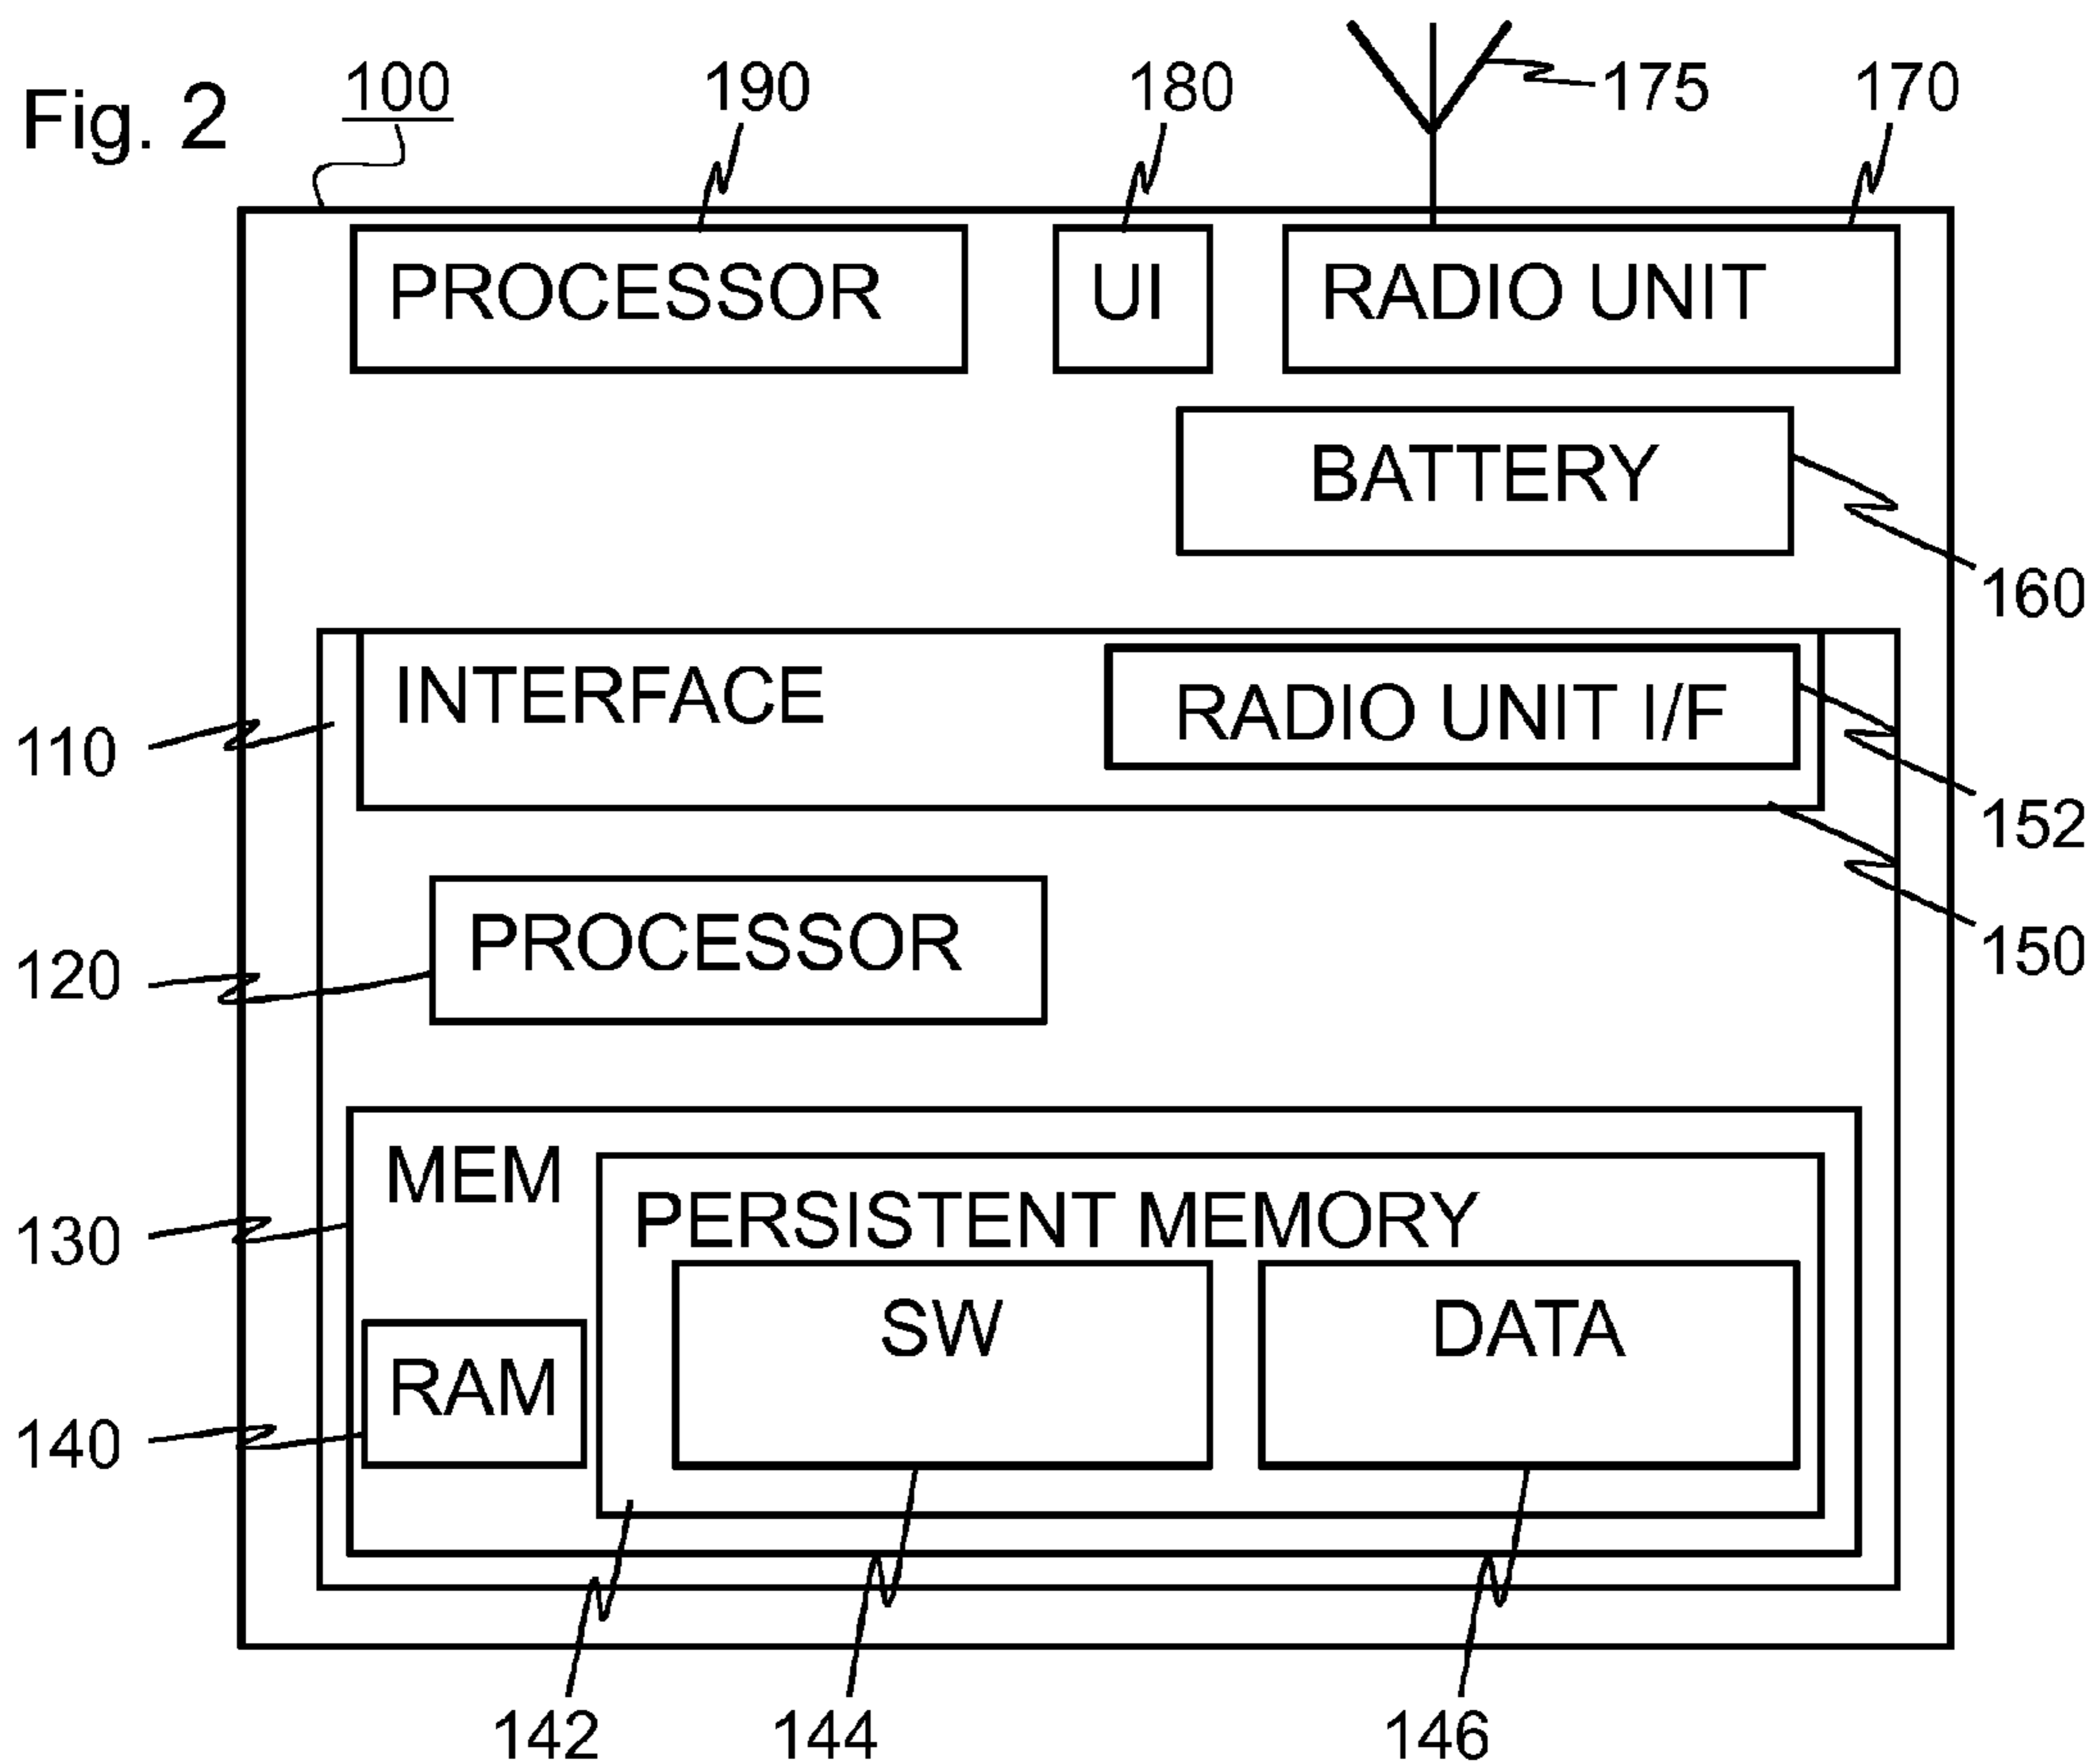 Fig. 2
100
190
180
175
170
PROCESSOR
UI
RADIO UNIT
BATTERY
160
INTERFACE
RADIO UNIT I/F
110
152
PROCESSOR
150
120
MEM
PERSISTENT MEMORY
130
SW
DATA
RAM
140
142
144
146